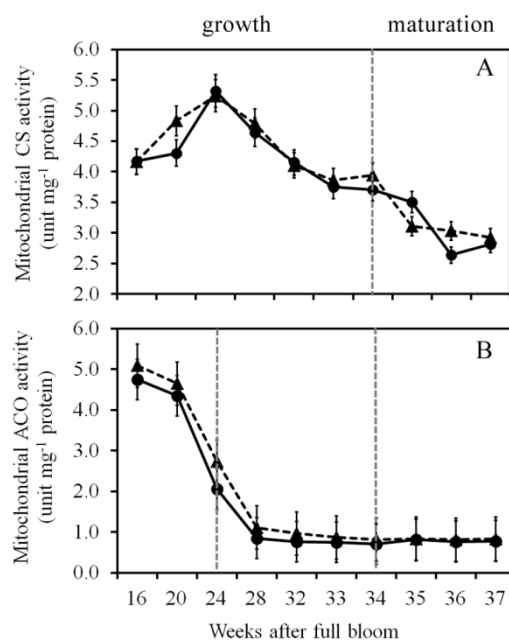 growth maturation
A
Mitochondrial CS activity
(unit mg-1 protein)
6.0
5.5
5.0
4.5
4.0
3.5
3.0
2.5
2.0
B
Mitochondrial ACO activity
(unit mg-1 protein)
6.0
5.0
4.0
3.0
2.0
1.0
0.0
16 20 24 28 32 33 34 35 36 37
Weeks after full bloom